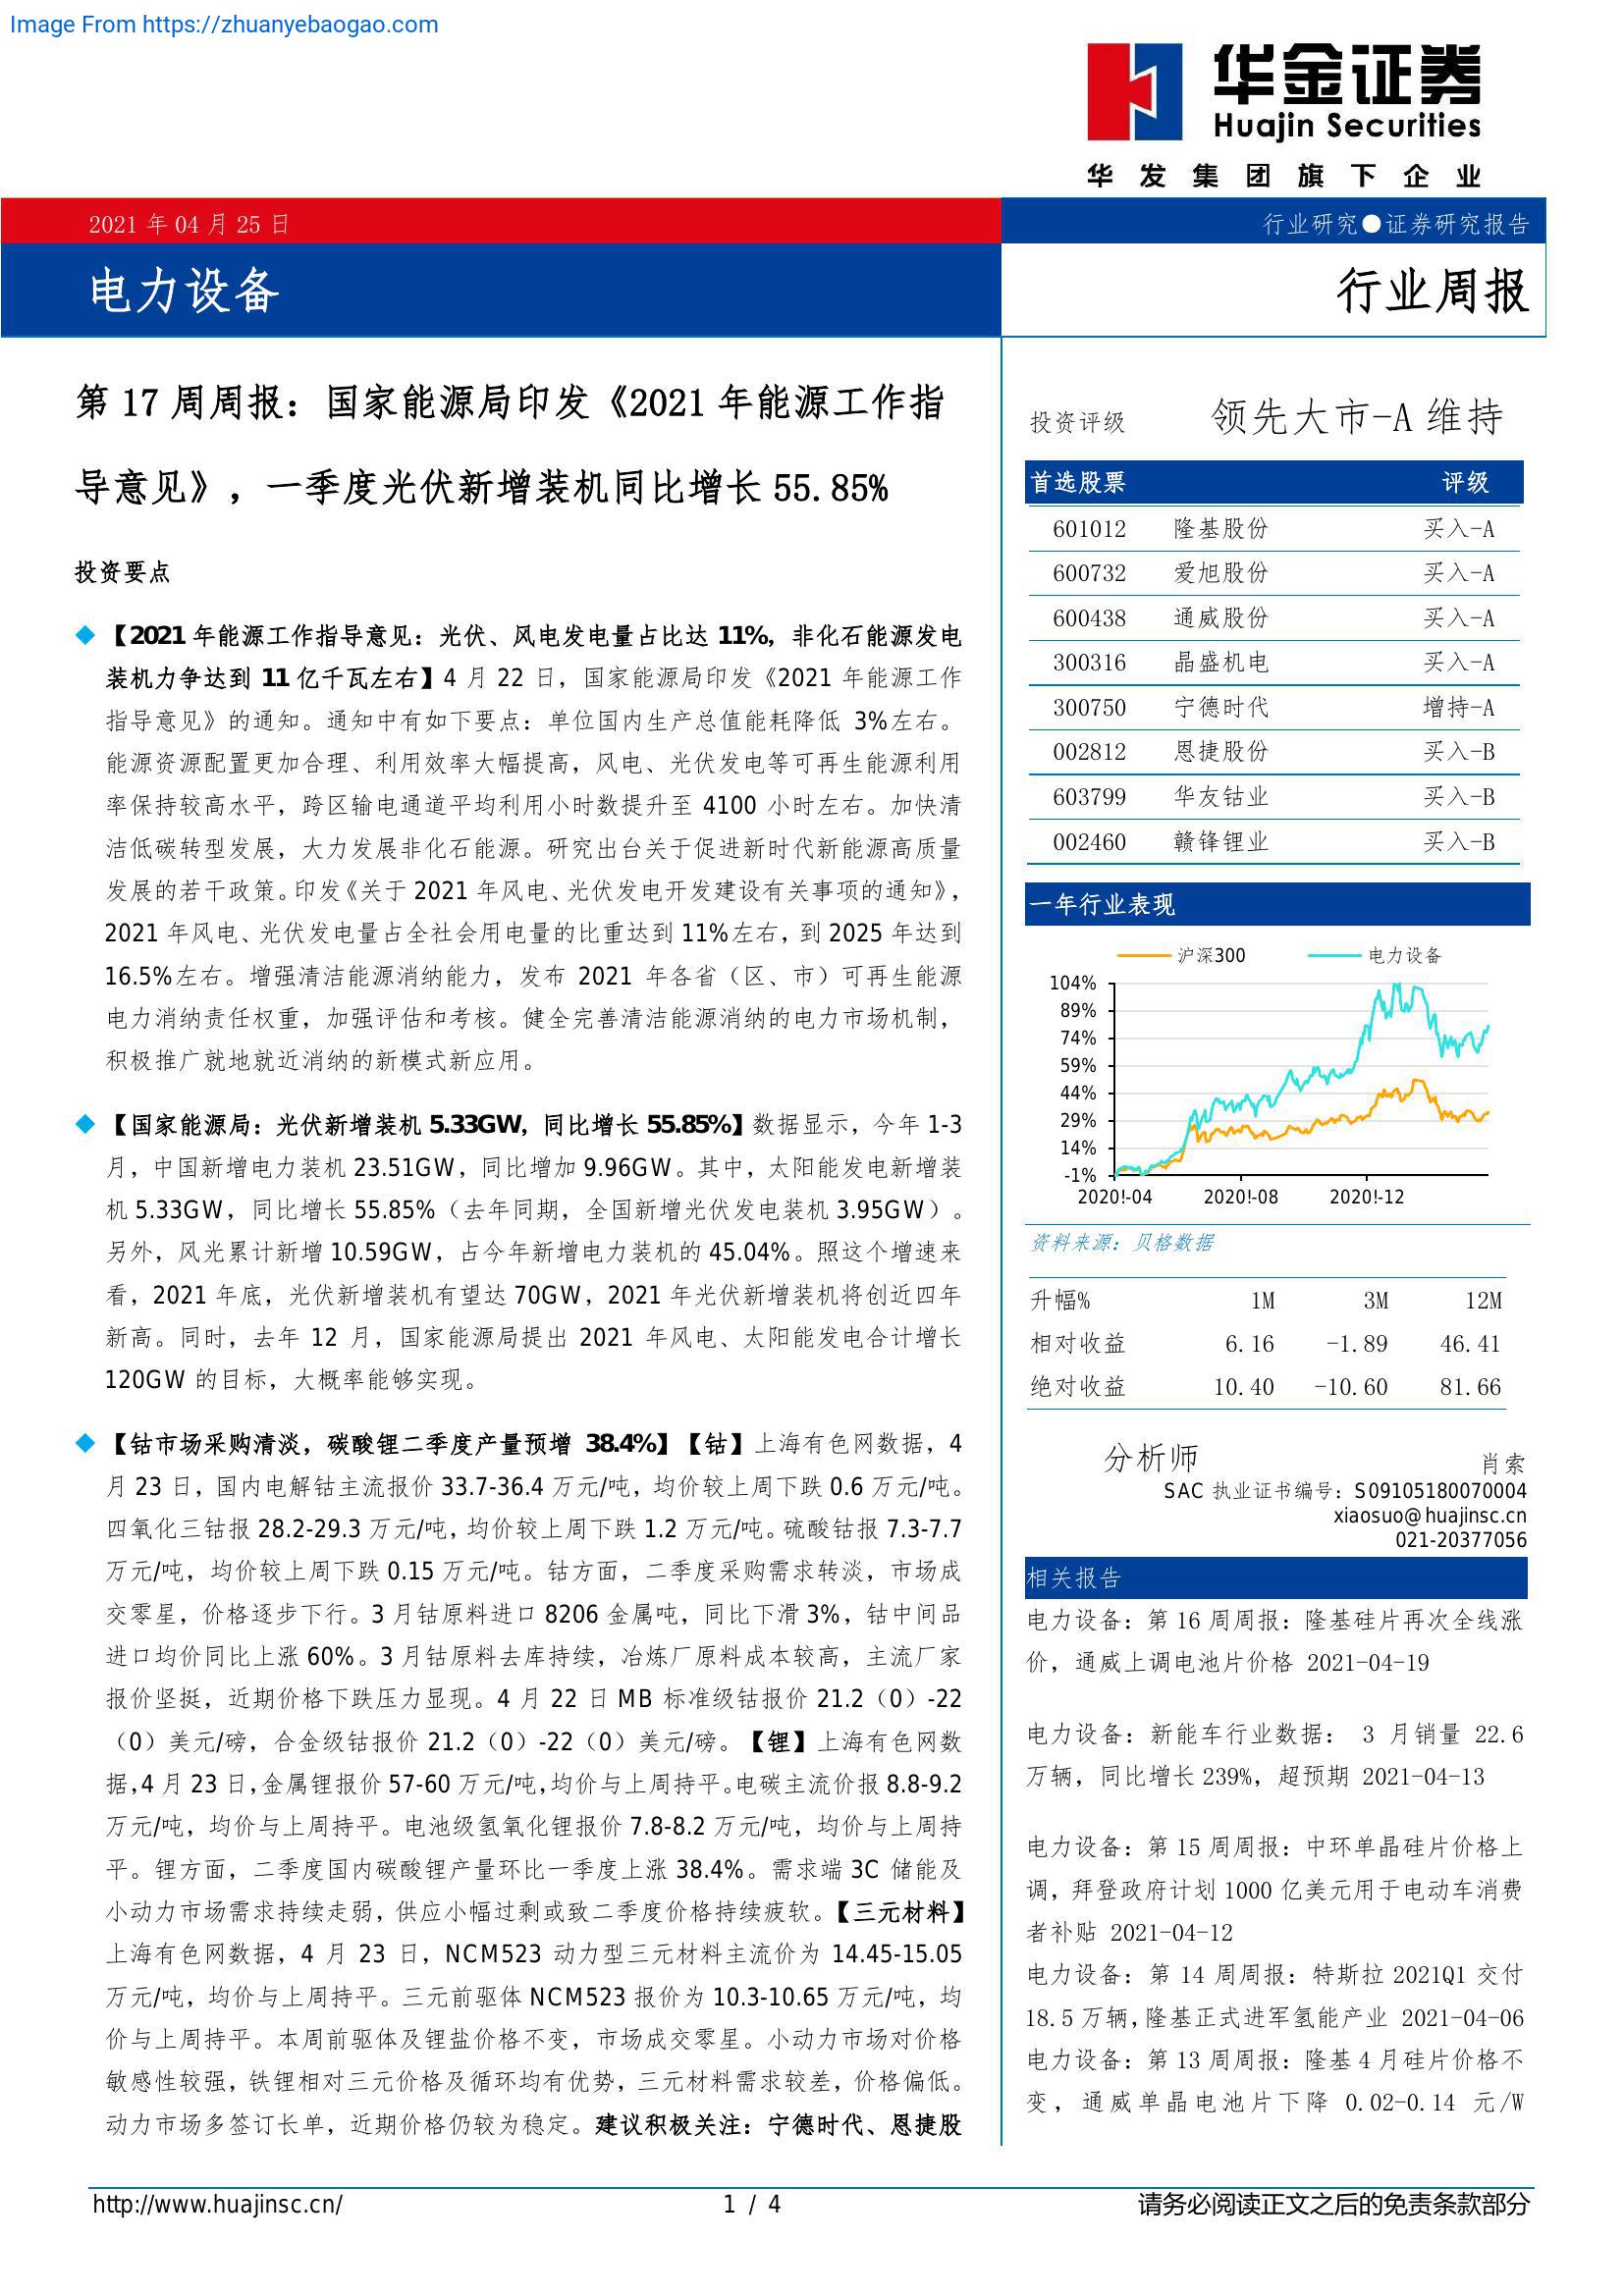 Image From https://zhuanyebaogao.com
华金证券
Huajin Securities
华发集团旗下企业
2021 年 04 月 25 日
行业研究●证券研究报告
电力设备
行业周报
第 17 周周报：国家能源局印发《2021 年能源工作指
导意见》，一季度光伏新增装机同比增长 55.85%
投资要点
◆ 【2021 年能源工作指导意见：光伏、风电发电量占比达 11%，非化石能源发电
装机力争达到 11 亿千瓦左右】4 月 22 日，国家能源局印发《2021 年能源工作
指导意见》的通知。通知中有如下要点：单位国内生产总值能耗降低 3%左右。
能源资源配置更加合理、利用效率大幅提高，风电、光伏发电等可再生能源利用
率保持较高水平，跨区输电通道平均利用小时数提升至 4100 小时左右。加快清
洁低碳转型发展，大力发展非化石能源。研究出台关于促进新时代新能源高质量
发展的若干政策。印发《关于 2021 年风电、光伏发电开发建设有关事项的通知》，
2021 年风电、光伏发电量占全社会用电量的比重达到 11%左右，到 2025 年达到
16.5%左右。增强清洁能源消纳能力，发布 2021 年各省（区、市）可再生能源
电力消纳责任权重，加强评估和考核。健全完善清洁能源消纳的电力市场机制，
积极推广就地就近消纳的新模式新应用。
◆ 【国家能源局：光伏新增装机 5.33GW，同比增长 55.85%】数据显示，今年 1-3
月，中国新增电力装机 23.51GW，同比增加 9.96GW。其中，太阳能发电新增装
机 5.33GW，同比增长 55.85%（去年同期，全国新增光伏发电装机 3.95GW）。
另外，风光累计新增 10.59GW，占今年新增电力装机的 45.04%。照这个增速来
看，2021 年底，光伏新增装机有望达 70GW，2021 年光伏新增装机将创近四年
新高。同时，去年 12 月，国家能源局提出 2021 年风电、太阳能发电合计增长
120GW 的目标，大概率能够实现。
◆ 【钴市场采购清淡，碳酸锂二季度产量预增 38.4%】【钴】上海有色网数据，4
月 23 日，国内电解钴主流报价 33.7-36.4 万元/吨，均价较上周下跌 0.6 万元/吨。
四氧化三钴报 28.2-29.3 万元/吨，均价较上周下跌 1.2 万元/吨。硫酸钴报 7.3-7.7
万元/吨，均价较上周下跌 0.15 万元/吨。钴方面，二季度采购需求转淡，市场成
交零星，价格逐步下行。3 月钴原料进口 8206 金属吨，同比下滑 3%，钴中间品
进口均价同比上涨 60%。3 月钴原料去库持续，冶炼厂原料成本较高，主流厂家
报价坚挺，近期价格下跌压力显现。4 月 22 日 MB 标准级钴报价 21.2（0）-22
（0）美元/磅，合金级钴报价 21.2（0）-22（0）美元/磅。【锂】上海有色网数
据，4 月 23 日，金属锂报价 57-60 万元/吨，均价与上周持平。电碳主流价报 8.8-9.2
万元/吨，均价与上周持平。电池级氢氧化锂报价 7.8-8.2 万元/吨，均价与上周持
平。锂方面，二季度国内碳酸锂产量环比一季度上涨 38.4%。需求端 3C 储能及
小动力市场需求持续走弱，供应小幅过剩或致二季度价格持续疲软。【三元材料】
上海有色网数据，4 月 23 日，NCM523 动力型三元材料主流价为 14.45-15.05
万元/吨，均价与上周持平。三元前驱体 NCM523 报价为 10.3-10.65 万元/吨，均
价与上周持平。本周前驱体及锂盐价格不变，市场成交零星。小动力市场对价格
敏感性较强，铁锂相对三元价格及循环均有优势，三元材料需求较差，价格偏低。
动力市场多签订长单，近期价格仍较为稳定。建议积极关注：宁德时代、恩捷股
投资评级 领先大市-A 维持
首选股票 评级
601012 隆基股份 买入-A
600732 爱旭股份 买入-A
600438 通威股份 买入-A
300316 晶盛机电 买入-A
300750 宁德时代 增持-A
002812 恩捷股份 买入-B
603799 华友钴业 买入-B
002460 赣锋锂业 买入-B
一年行业表现
沪深300 电力设备
104%
89%
74%
59%
44%
29%
14%
-1%
2020!-04 2020!-08 2020!-12
资料来源：贝格数据
升幅% 1M 3M 12M
相对收益 6.16 -1.89 46.41
绝对收益 10.40 -10.60 81.66
分析师 肖索
SAC 执业证书编号：S09105180070004
xiaosuo@huajinsc.cn
021-20377056
相关报告
电力设备：第 16 周周报：隆基硅片再次全线涨
价，通威上调电池片价格 2021-04-19
电力设备：新能车行业数据： 3 月销量 22.6
万辆，同比增长 239%，超预期 2021-04-13
电力设备：第 15 周周报：中环单晶硅片价格上
调，拜登政府计划 1000 亿美元用于电动车消费
者补贴 2021-04-12
电力设备：第 14 周周报：特斯拉 2021Q1 交付
18.5 万辆，隆基正式进军氢能产业 2021-04-06
电力设备：第 13 周周报：隆基 4 月硅片价格不
变，通威单晶电池片下降 0.02-0.14 元/W
http://www.huajinsc.cn/
1 / 4
请务必阅读正文之后的免责条款部分